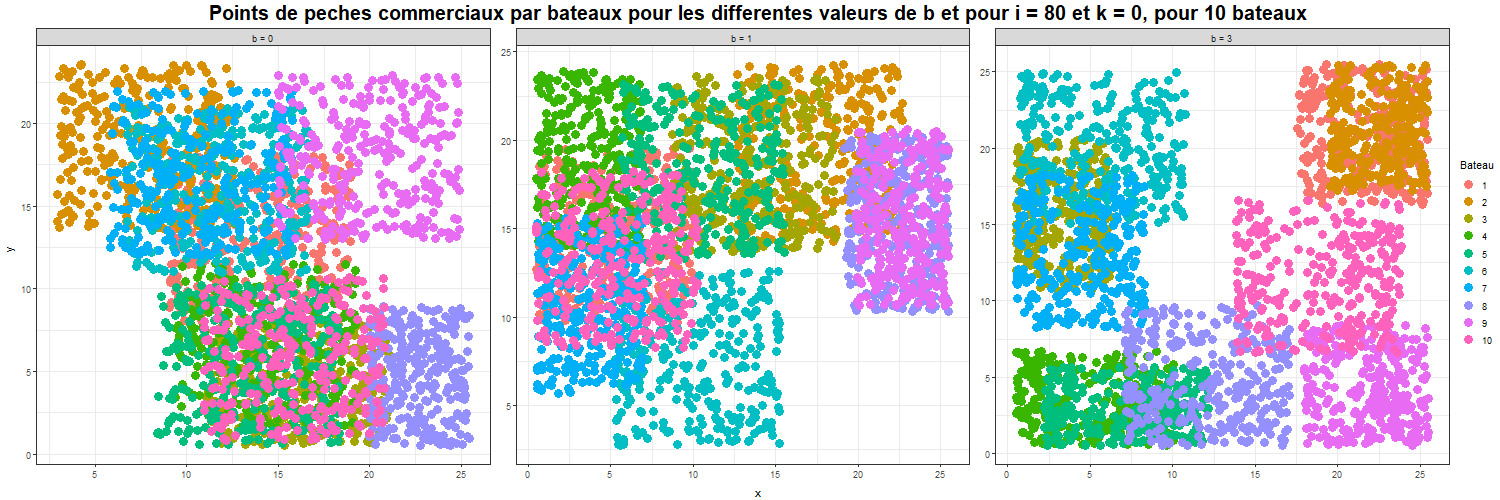 Points de peches commerciaux par bateaux pour les differentes valeurs de b et pour i = 80 et k = 0, pour 10 bateaux
b = 0
b = 1
b = 3
y
20
15
10
5
0
25
20
15
10
5
25
20
15
10
5
0
5 10 15 20 25
0 5 10 15 20 25
0 5 10 15 20 25
x
Bateau
1
2
3
4
5
6
7
8
9
10